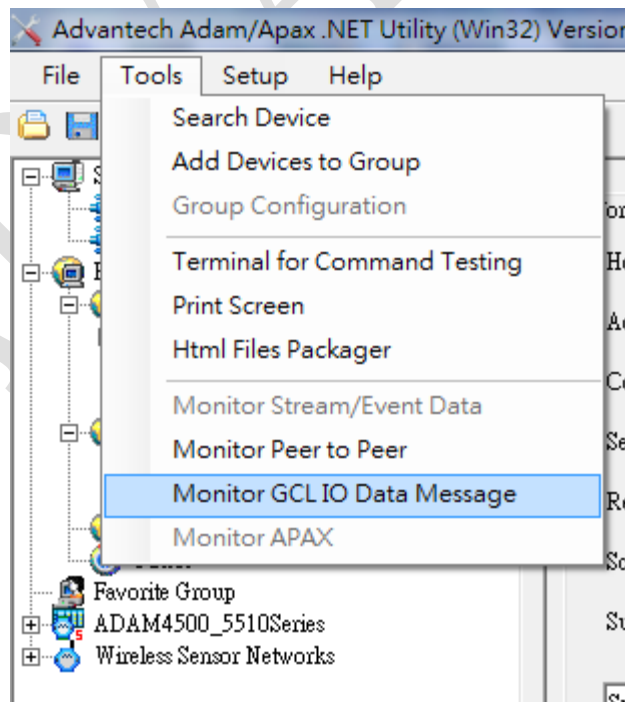 Advantech Adam/Apax .NET Utility (Win32) Version
File Tools Setup Help
Search Device
Add Devices to Group
Group Configuration
Terminal for Command Testing
Print Screen
Html Files Packager
Monitor Stream/Event Data
Monitor Peer to Peer
Monitor GCL IO Data Message
Monitor APAX
Favorite Group
ADAM4500_5510Series
Wireless Sensor Networks